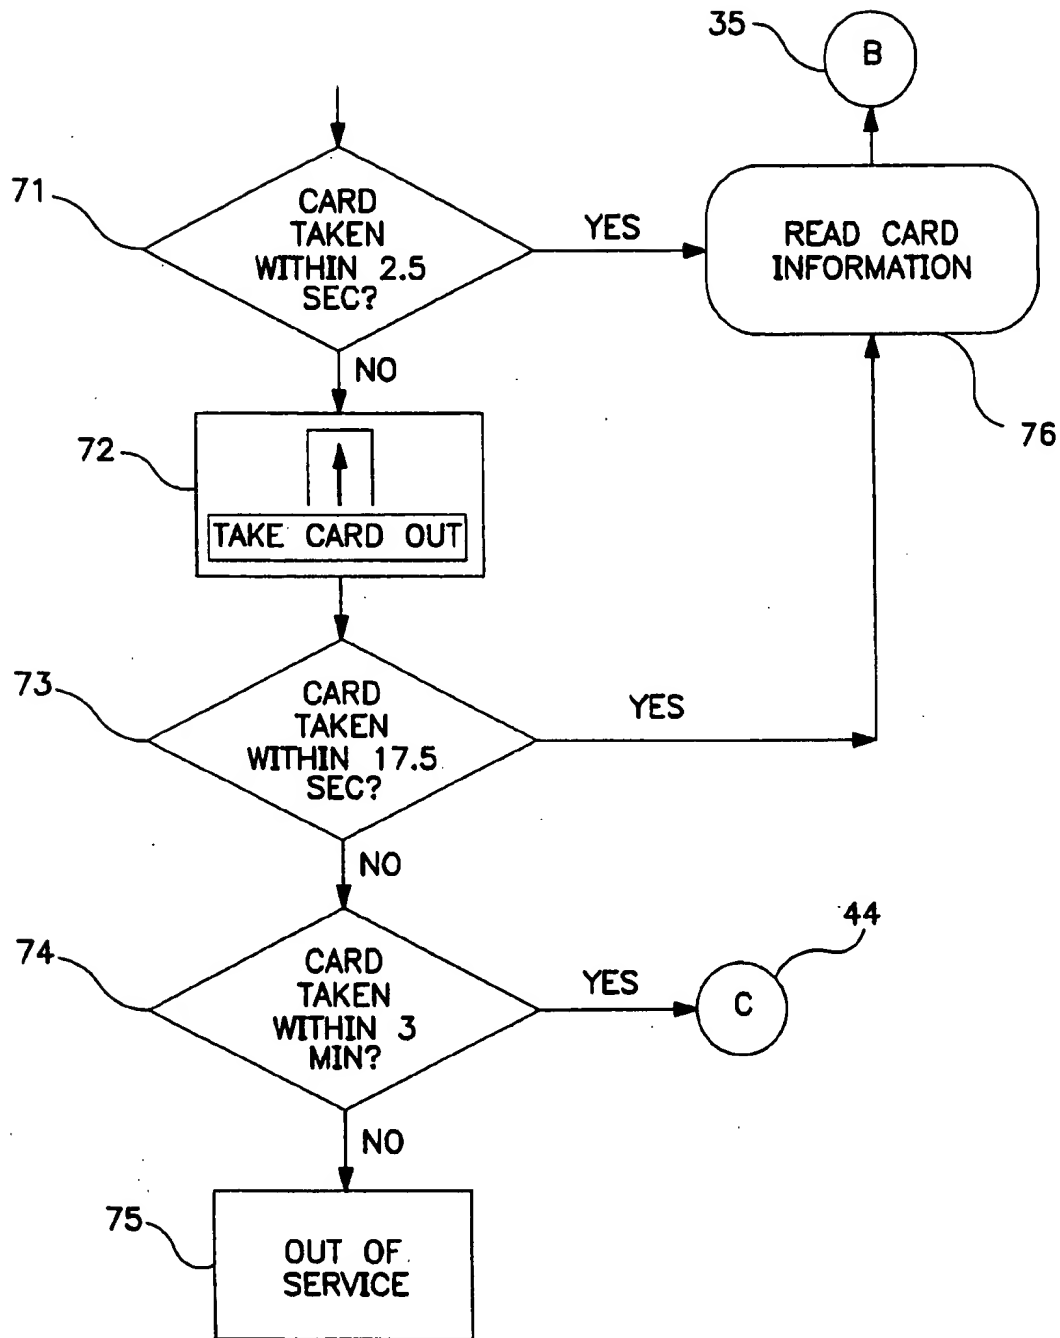 35
B
71
CARD
TAKEN
WITHIN 2.5
SEC?
YES
READ CARD
INFORMATION
NO
76
72
TAKE CARD OUT
73
CARD
TAKEN
WITHIN 17.5
SEC?
YES
NO
44
74
CARD
TAKEN
WITHIN 3
MIN?
YES
C
NO
75
OUT OF
SERVICE